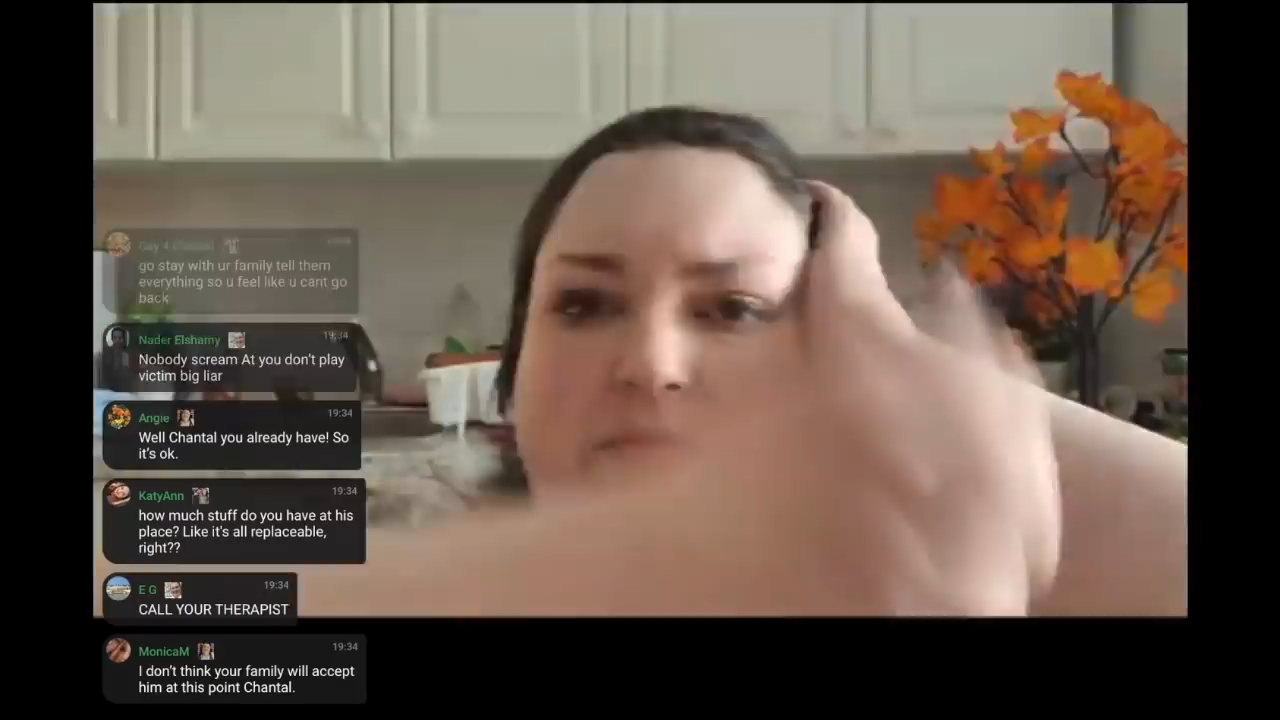 go stay with ur family tell them
everything so u feel like u cant go
back
Nader Elshamy
19:34
Nobody scream At you don't play
victim big liar
Angie
19:34
Well Chantal you already have! So
it's ok.
KatyAnn
19:34
how much stuff do you have at his
place? Like it's all replaceable,
right??
E G
19:34
CALL YOUR THERAPIST
MonicaM
19:34
I don't think your family will accept
him at this point Chantal.